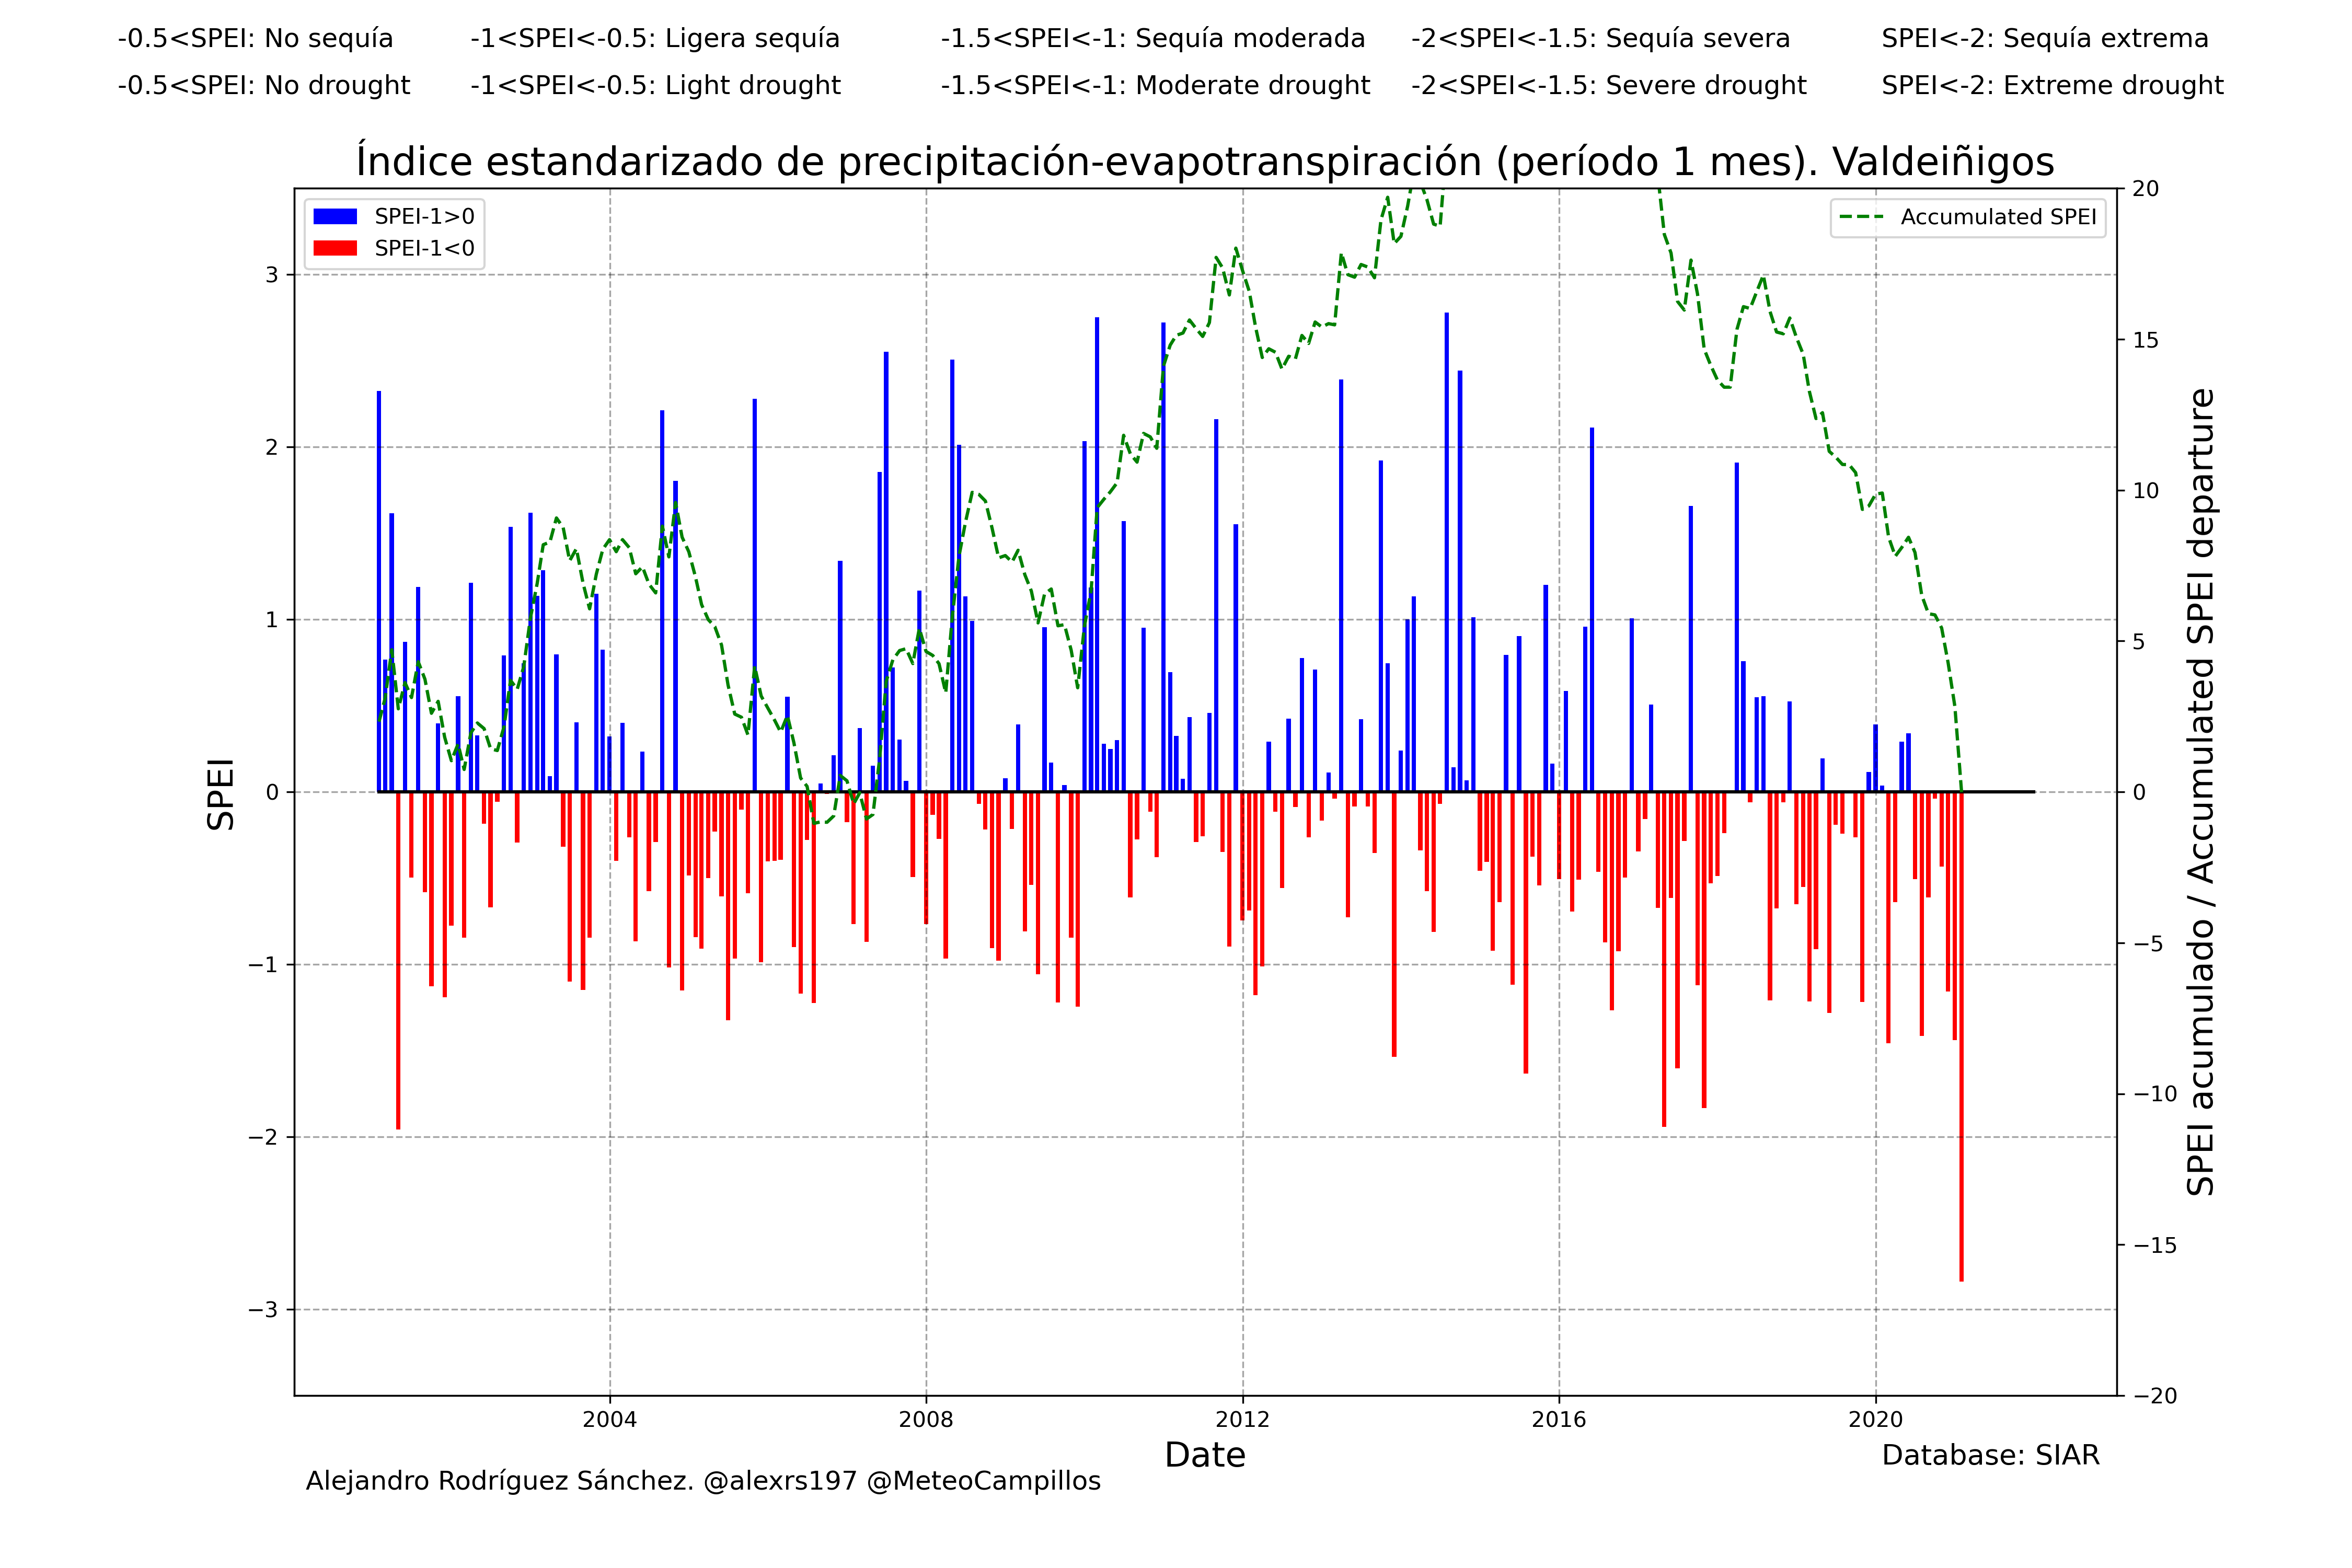 -0.5<SPEI: No sequía -1<SPEI<-0.5: Ligera sequía -1.5<SPEI<-1: Sequía moderada -2<SPEI<-1.5: Sequía severa SPEI<-2: Sequía extrema
-0.5<SPEI: No drought -1<SPEI<-0.5: Light drought -1.5<SPEI<-1: Moderate drought -2<SPEI<-1.5: Severe drought SPEI<-2: Extreme drought
Índice estandarizado de precipitación-evapotranspiración (período 1 mes). Valdeiñigos
SPEI-1>0
SPEI-1<0
Accumulated SPEI
SPEI
3
2
1
0
−1
−2
−3
20
15
10
5
0
−5
−10
−15
−20
SPEI acumulado / Accumulated SPEI departure
2004 2008 2012 2016 2020
Date
Database: SIAR
Alejandro Rodríguez Sánchez. @alexrs197 @MeteoCampillos